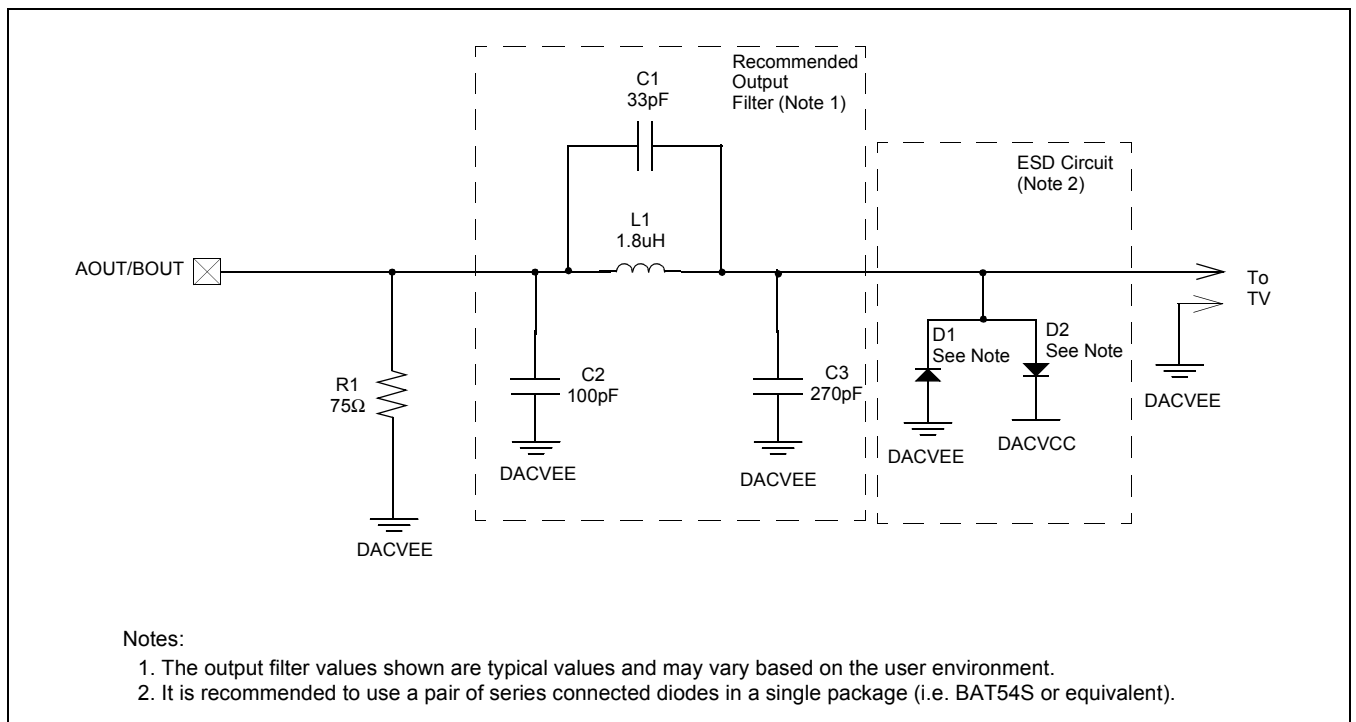 Recommended
Output
Filter (Note 1)
C1
33pF
ESD Circuit
(Note 2)
L1
1.8uH
AOUT/BOUT
To
TV
D1
See Note
D2
See Note
R1
75Ω
C2
100pF
C3
270pF
DACVEE
DACVEE
DACVCC
DACVEE
DACVEE
DACVEE
Notes:
1. The output filter values shown are typical values and may vary based on the user environment.
2. It is recommended to use a pair of series connected diodes in a single package (i.e. BAT54S or equivalent).